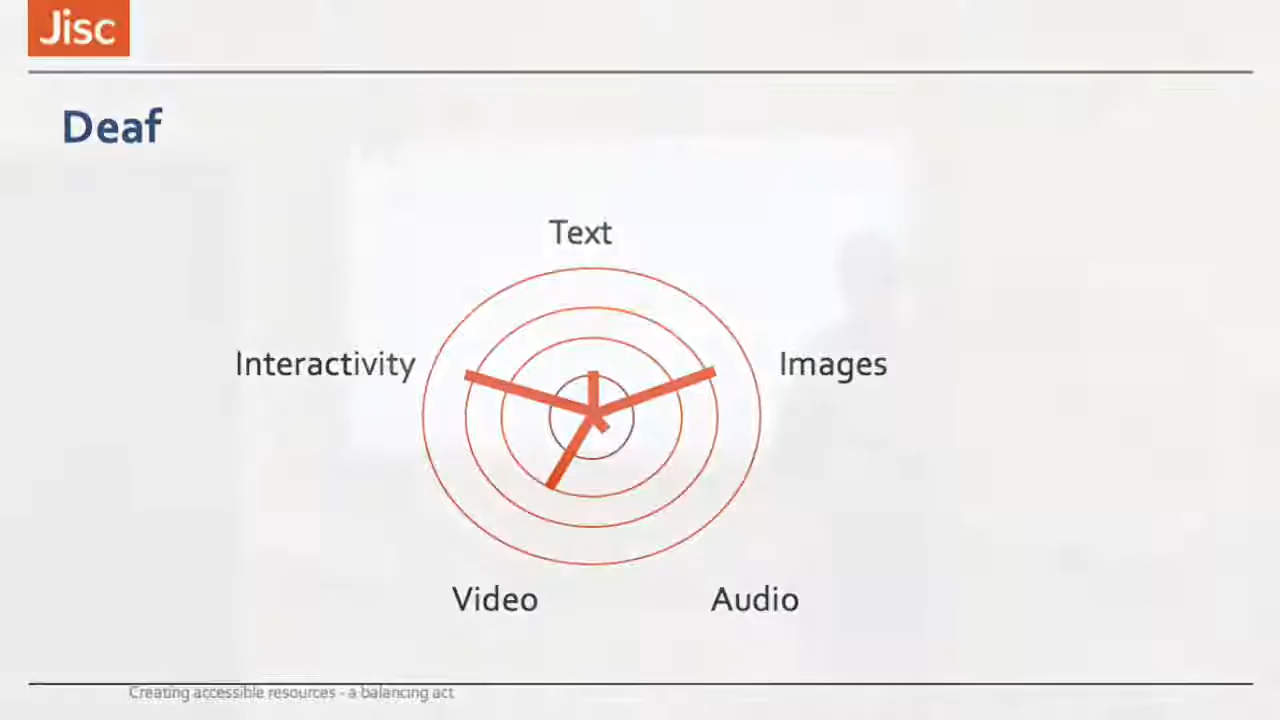 Jisc
Deaf
Text
Interactivity
Images
Video
Audio
Creating accessible resources - a balancing act